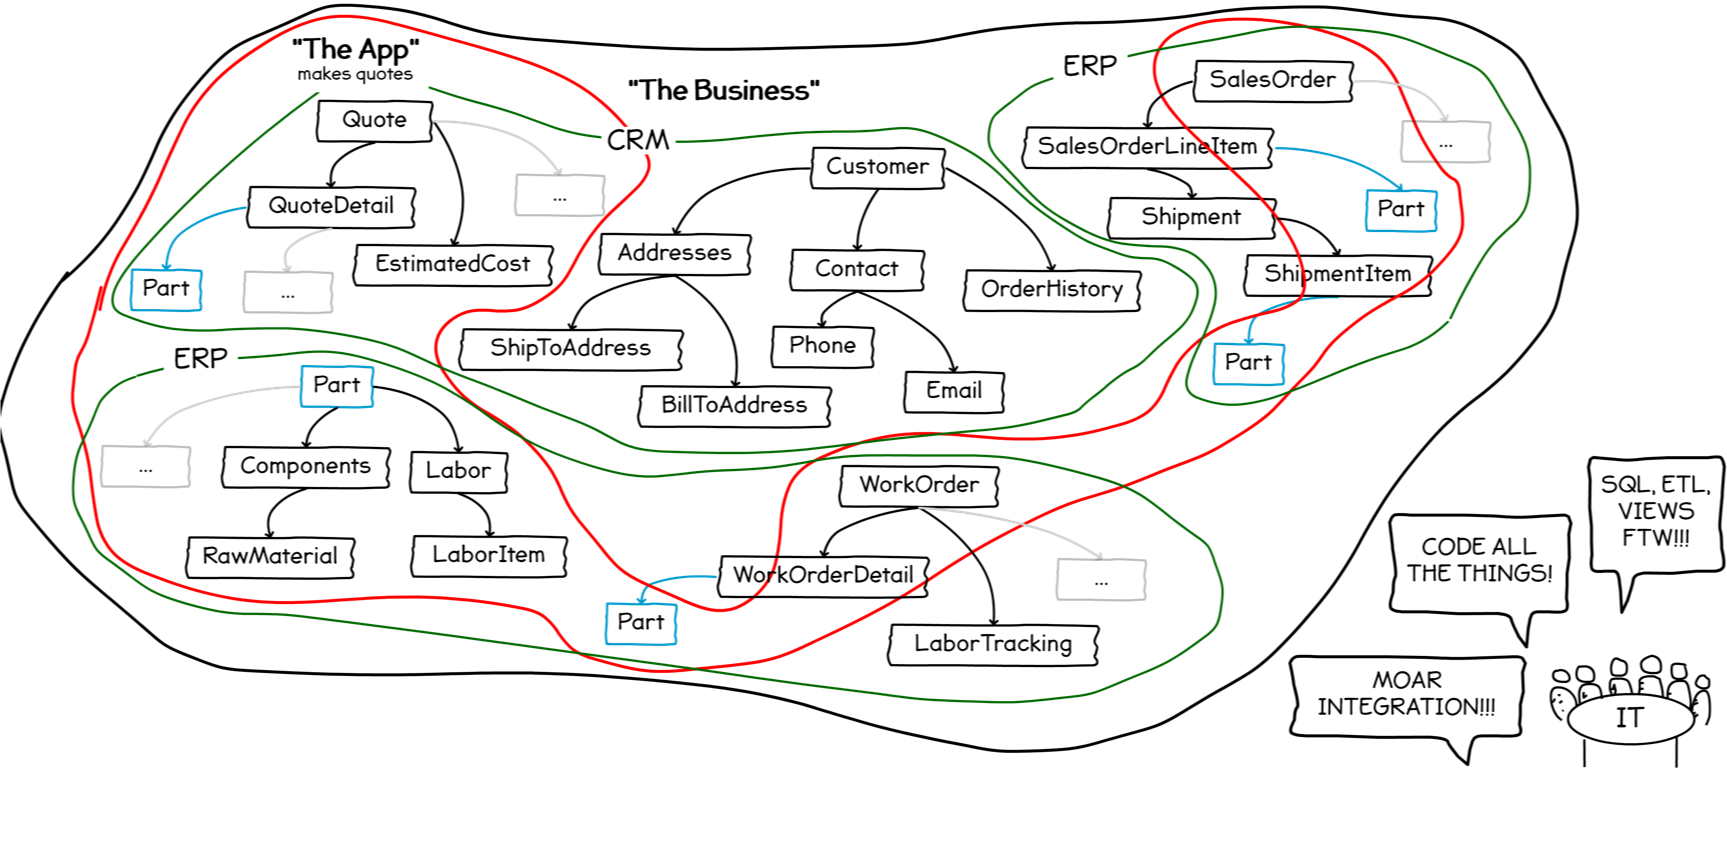 "The App"
makes quotes
Quote
QuoteDetail
...
Part
...
EstimatedCost
"The Business"
CRM
Customer
Addresses
Contact
OrderHistory
ShipToAddress
Phone
BillToAddress
Email
ERP
SalesOrder
SalesOrderLineItem
...
Part
Shipment
ShipmentItem
Part
ERP
Part
...
Components
Labor
RawMaterial
LaborItem
WorkOrder
WorkOrderDetail
...
Part
LaborTracking
SQL, ETL,
VIEWS
FTW!!!
CODE ALL
THE THINGS!
MOAR
INTEGRATION!!!
IT